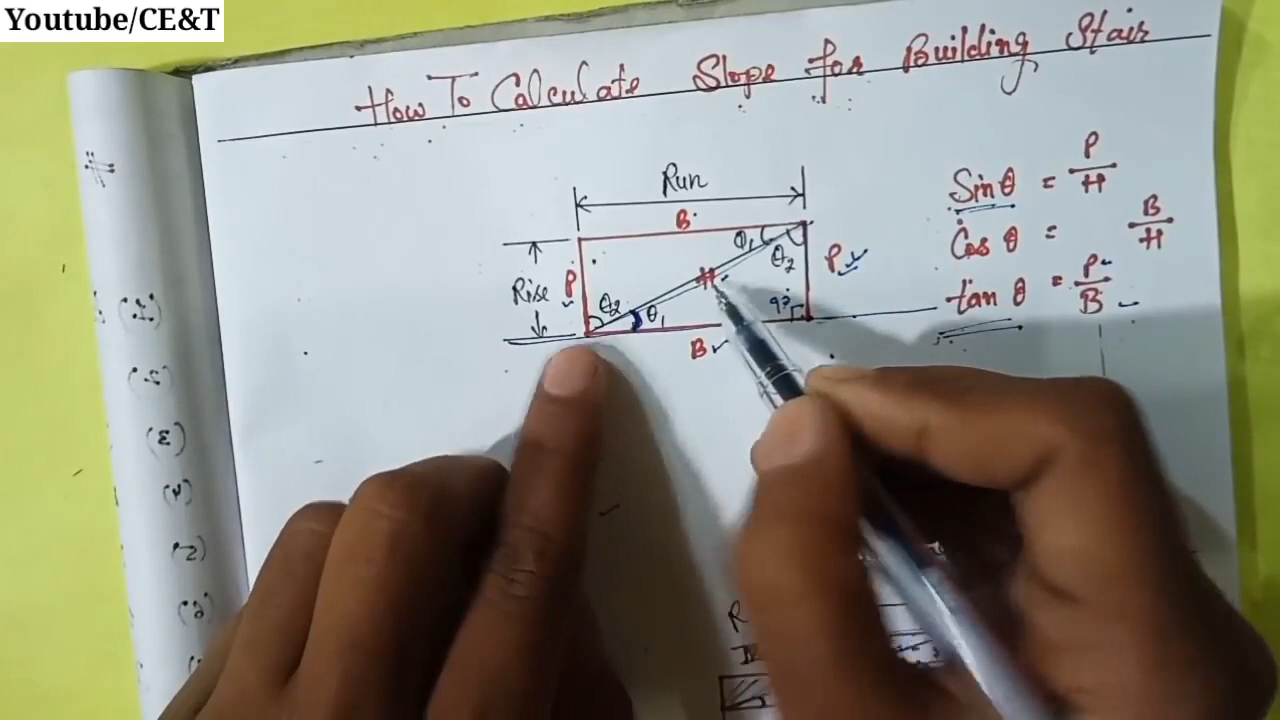 Youtube/CE&T
How To Calculate Slope for Building Stair
Run
B
Rise
P
H
θ1
θ2
P
θ2
θ1
90
B
Sin θ = P/H
Cos θ = B/H
tan θ = P/B
R